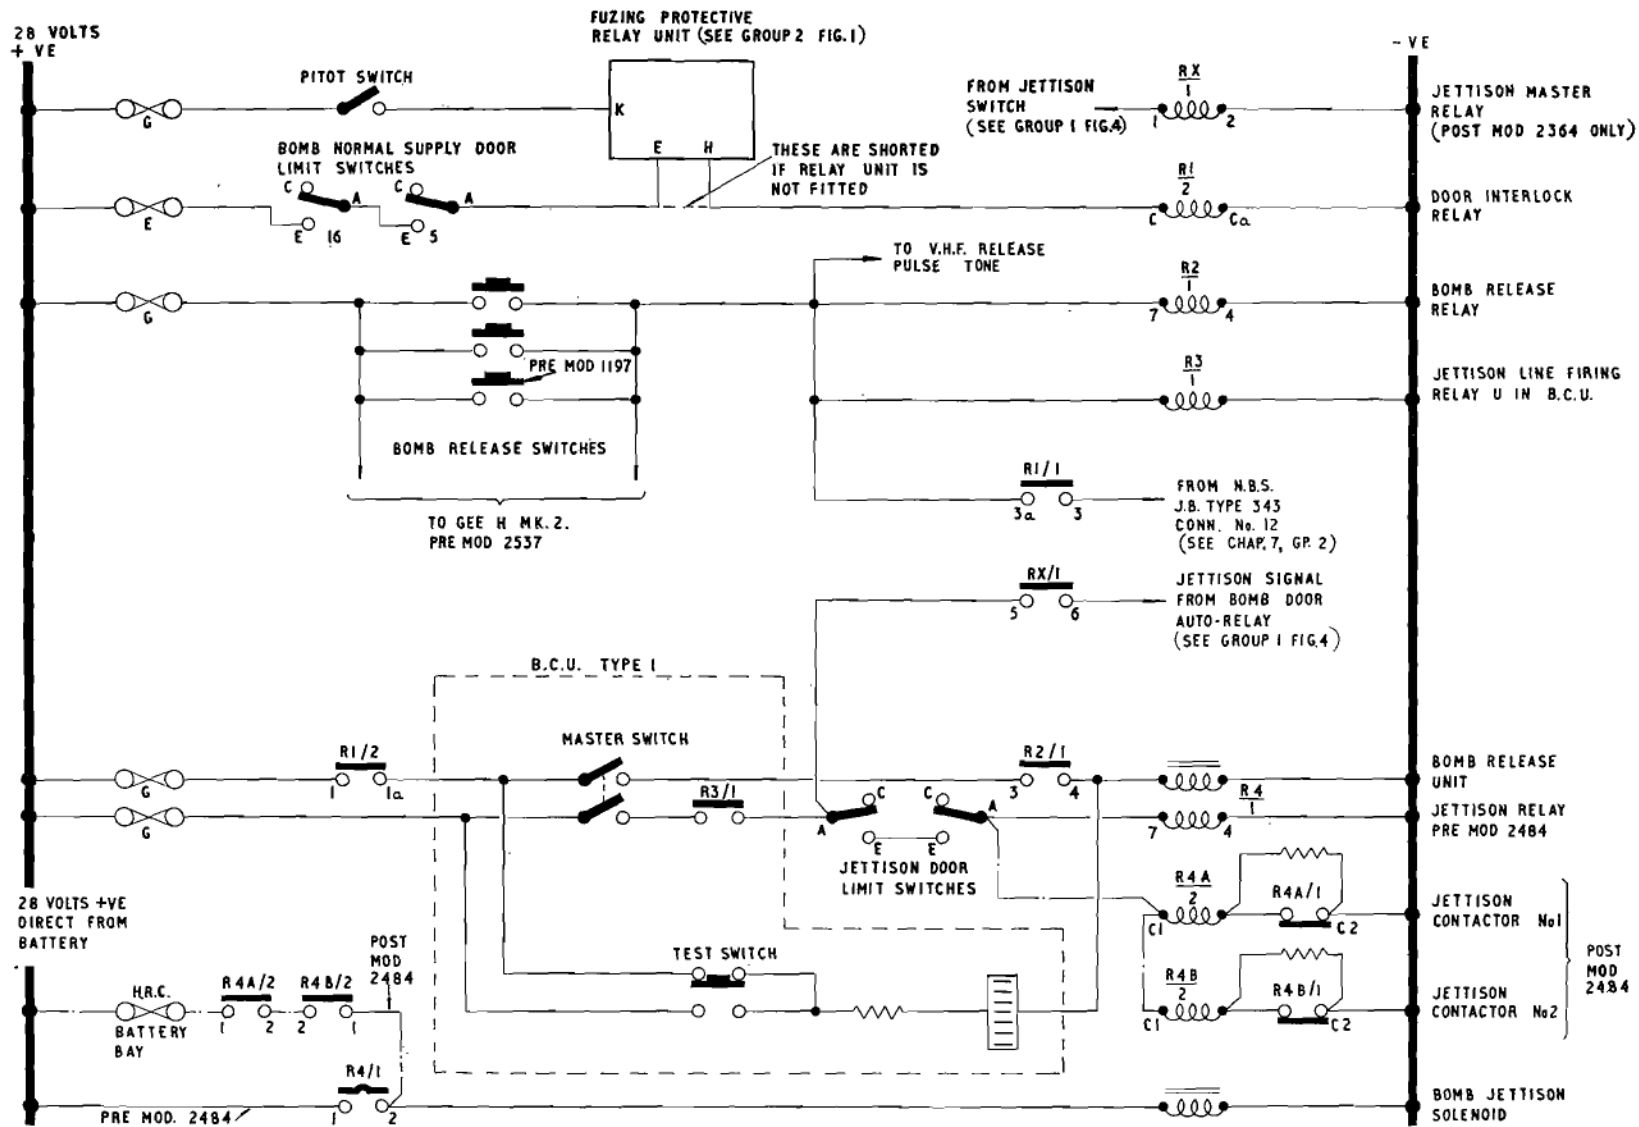 28 VOLTS
+ VE
FUZING PROTECTIVE
RELAY UNIT (SEE GROUP 2 FIG.1)
- VE
PITOT SWITCH
G
K
E H
FROM JETTISON
SWITCH
(SEE GROUP 1 FIG.4)
RX
1
1 2
JETTISON MASTER
RELAY
(POST MOD 2364 ONLY)
BOMB NORMAL SUPPLY DOOR
LIMIT SWITCHES
C A C A
E
E 16 E 5
THESE ARE SHORTED
IF RELAY UNIT IS
NOT FITTED
R1
2
C Ca
DOOR INTERLOCK
RELAY
TO V.H.F. RELEASE
PULSE TONE
G
R2
1
7 4
BOMB RELEASE
RELAY
PRE MOD 1197
R3
1
JETTISON LINE FIRING
RELAY U IN B.C.U.
BOMB RELEASE SWITCHES
TO GEE H MK. 2.
PRE MOD 2537
R1/1
3a 3
FROM N.B.S.
J.B. TYPE 343
CONN. No. 12
(SEE CHAP. 7, GP. 2)
RX/1
5 6
JETTISON SIGNAL
FROM BOMB DOOR
AUTO-RELAY
(SEE GROUP 1 FIG.4)
B.C.U. TYPE 1
G
R1/2
1 1a
MASTER SWITCH
R2/1
3 4
BOMB RELEASE
UNIT
G
R3/1
A C C A
E E
JETTISON DOOR
LIMIT SWITCHES
R4
1
7 4
JETTISON RELAY
PRE MOD 2484
28 VOLTS +VE
DIRECT FROM
BATTERY
R4A
2
C1
R4A/1
C2
JETTISON
CONTACTOR No1
POST
MOD
2484
TEST SWITCH
POST
MOD
2484
H.R.C.
BATTERY
BAY
R4A/2
1 2
R4B/2
2 1
R4B
2
C1
R4B/1
C2
JETTISON
CONTACTOR No2
PRE MOD. 2484
R4/1
1 2
BOMB JETTISON
SOLENOID